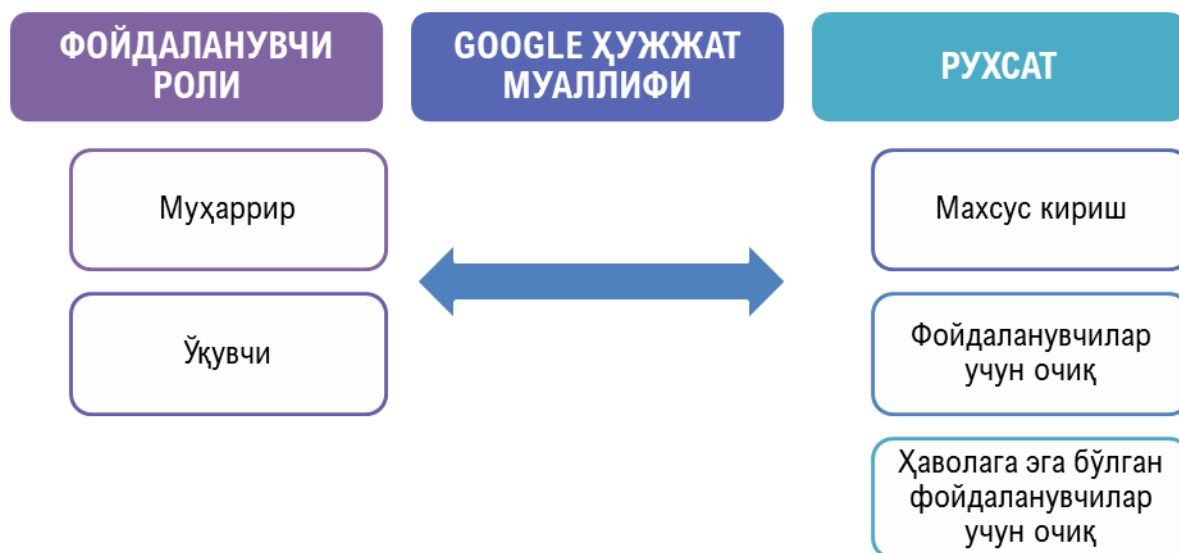 ФОЙДАЛАНУВЧИ
РОЛИ
GOOGLE ҲУЖЖАТ
МУАЛЛИФИ
РУХСАТ
Муҳаррир
Ўқувчи
Махсус кириш
Фойдаланувчилар
учун очиқ
Ҳаволага эга бўлган
фойдаланувчилар
учун очиқ